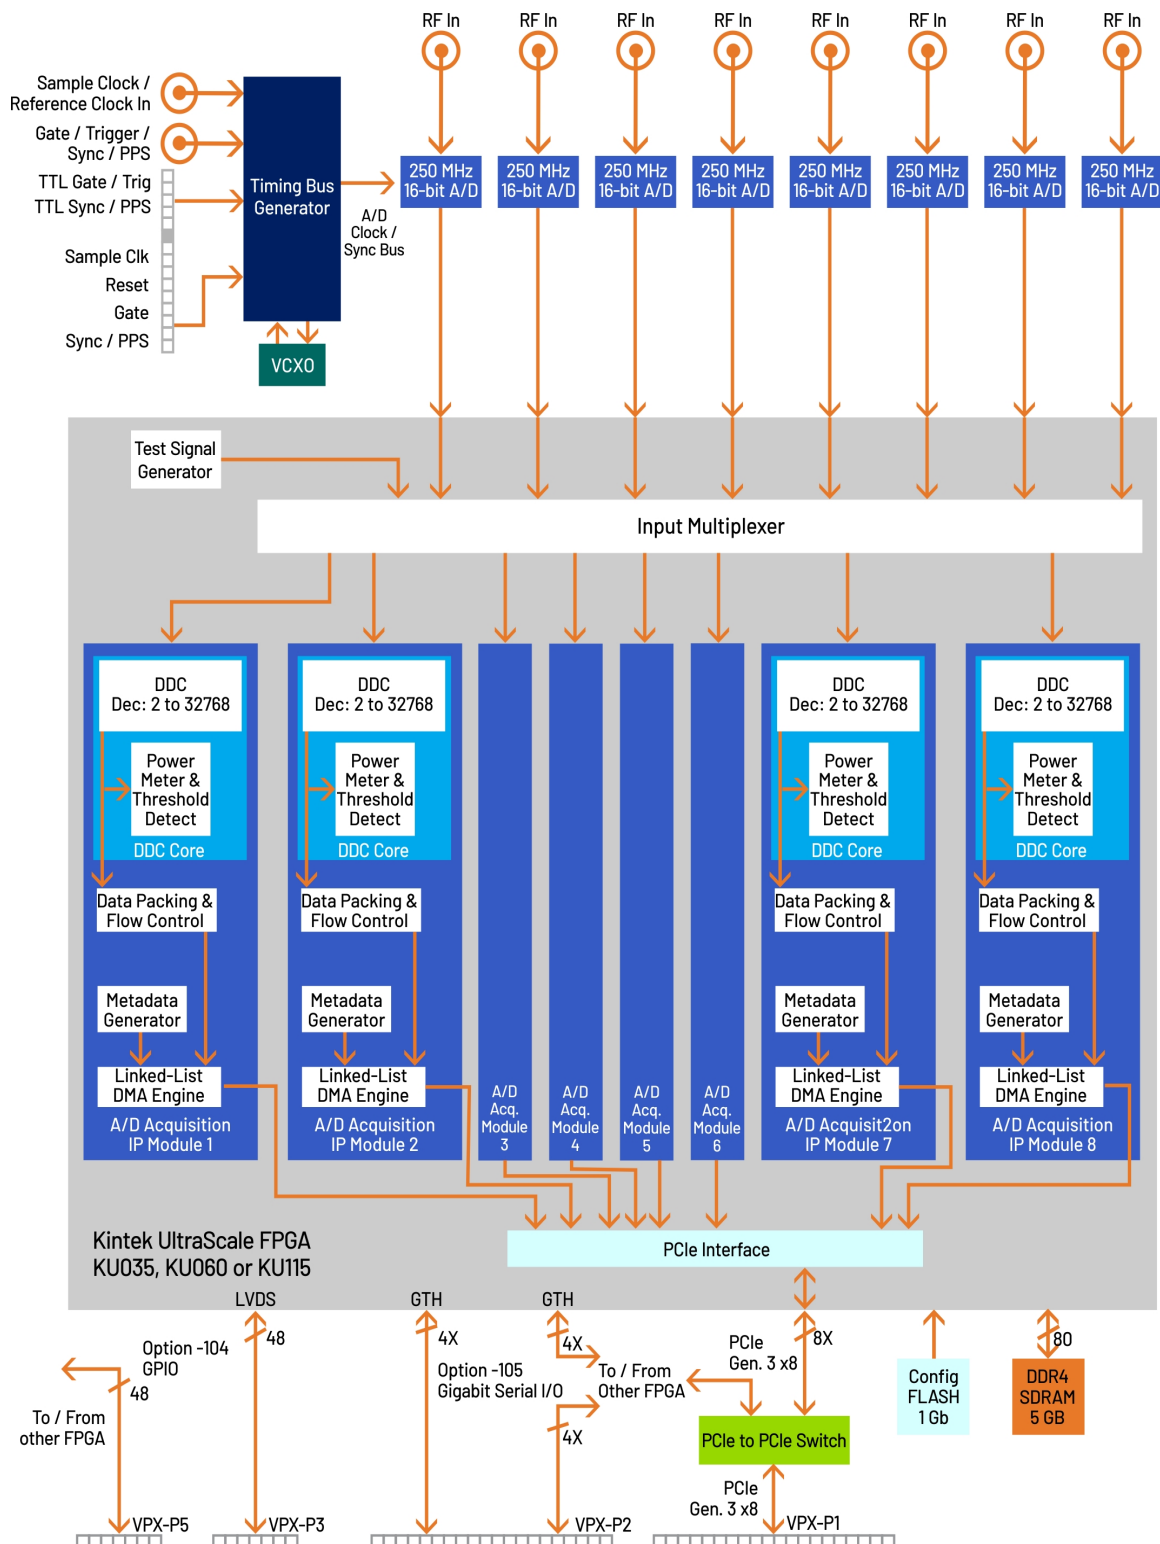 RF In
RF In
RF In
RF In
RF In
RF In
RF In
RF In
Sample Clock /
Reference Clock In
Gate / Trigger /
Sync / PPS
TTL Gate / Trig
TTL Sync / PPS
Sample Clk
Reset
Gate
Sync / PPS
Timing Bus
Generator
VCXO
A/D
Clock /
Sync Bus
250 MHz
16-bit A/D
250 MHz
16-bit A/D
250 MHz
16-bit A/D
250 MHz
16-bit A/D
250 MHz
16-bit A/D
250 MHz
16-bit A/D
250 MHz
16-bit A/D
250 MHz
16-bit A/D
Test Signal
Generator
Input Multiplexer
DDC
Dec: 2 to 32768
Power
Meter &
Threshold
Detect
DDC Core
Data Packing &
Flow Control
Metadata
Generator
Linked-List
DMA Engine
A/D Acquisition
IP Module 1
DDC
Dec: 2 to 32768
Power
Meter &
Threshold
Detect
DDC Core
Data Packing &
Flow Control
Metadata
Generator
Linked-List
DMA Engine
A/D Acquisition
IP Module 2
A/D
Acq.
Module
3
A/D
Acq.
Module
4
A/D
Acq.
Module
5
A/D
Acq.
Module
6
DDC
Dec: 2 to 32768
Power
Meter &
Threshold
Detect
DDC Core
Data Packing &
Flow Control
Metadata
Generator
Linked-List
DMA Engine
A/D Acquisit2on
IP Module 7
DDC
Dec: 2 to 32768
Power
Meter &
Threshold
Detect
DDC Core
Data Packing &
Flow Control
Metadata
Generator
Linked-List
DMA Engine
A/D Acquisition
IP Module 8
PCIe Interface
Kintek UltraScale FPGA
KU035, KU060 or KU115
LVDS
GTH
GTH
48
4X
4X
8X
80
Option -104
GPIO
48
To / From
other FPGA
Option -105
Gigabit Serial I/O
To / From
Other FPGA
4X
PCIe
Gen. 3 x8
PCIe to PCIe Switch
PCIe
Gen. 3 x8
Config
FLASH
1 Gb
DDR4
SDRAM
5 GB
VPX-P5
VPX-P3
VPX-P2
VPX-P1